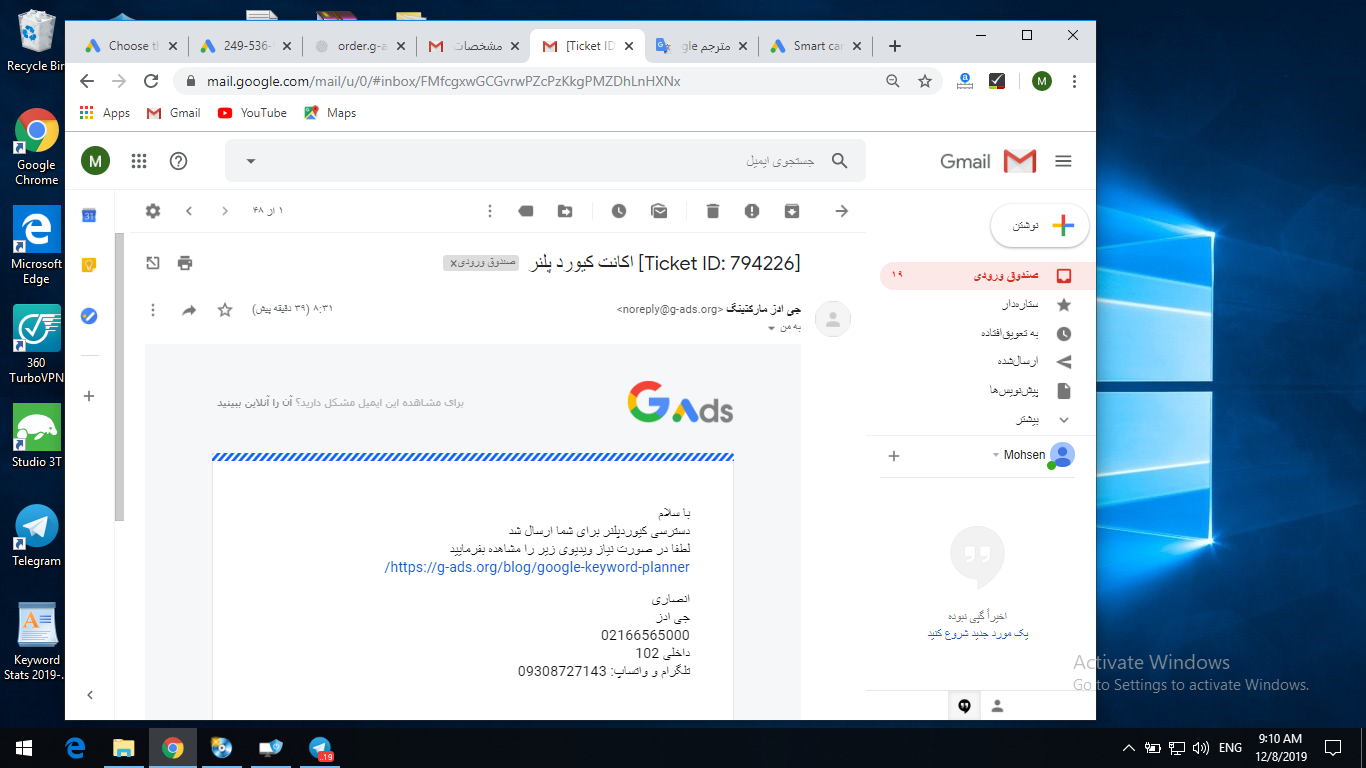 Recycle Bin
Google Chrome
Microsoft Edge
360 TurboVPN
Studio 3T
Telegram
Keyword Stats 2019-...
Choose th
249-536-
order.g-a
مشخصات
[Ticket ID
مترجم gle
Smart car
mail.google.com/mail/u/0/#inbox/FMfcgxwGCGvrwPZcPzKkgPMZDhLnHXNx
M
Apps
Gmail
YouTube
Maps
M
جستجوی ایمیل
Gmail
۱ از ۴۸
31
نوشتن
صندوق ورودی ۱۹
ستاره‌دار
به تعویق‌افتاده
ارسال‌شده
پیش‌نویس‌ها
بیشتر
Mohsen
اخیراً گپی نبوده
یک مورد جدید شروع کنید
[Ticket ID: 794226] اکانت کیورد پلنر
صندوق ورودی ×
جی ادز مارکتینگ <noreply@g-ads.org>
۸:۳۱ (۳۹ دقیقه پیش)
به من
GAds
برای مشاهده این ایمیل مشکل دارید؟ آن را آنلاین ببینید
با سلام
دسترسی کیوردپلنر برای شما ارسال شد
لطفا در صورت نیاز ویدیوی زیر را مشاهده بفرمایید
https://g-ads.org/blog/google-keyword-planner/
انصاری
جی ادز
02166565000
داخلی 102
تلگرام و واتساپ: 09308727143
Activate Windows
Go to Settings to activate Windows.
..19
ENG
9:10 AM
12/8/2019